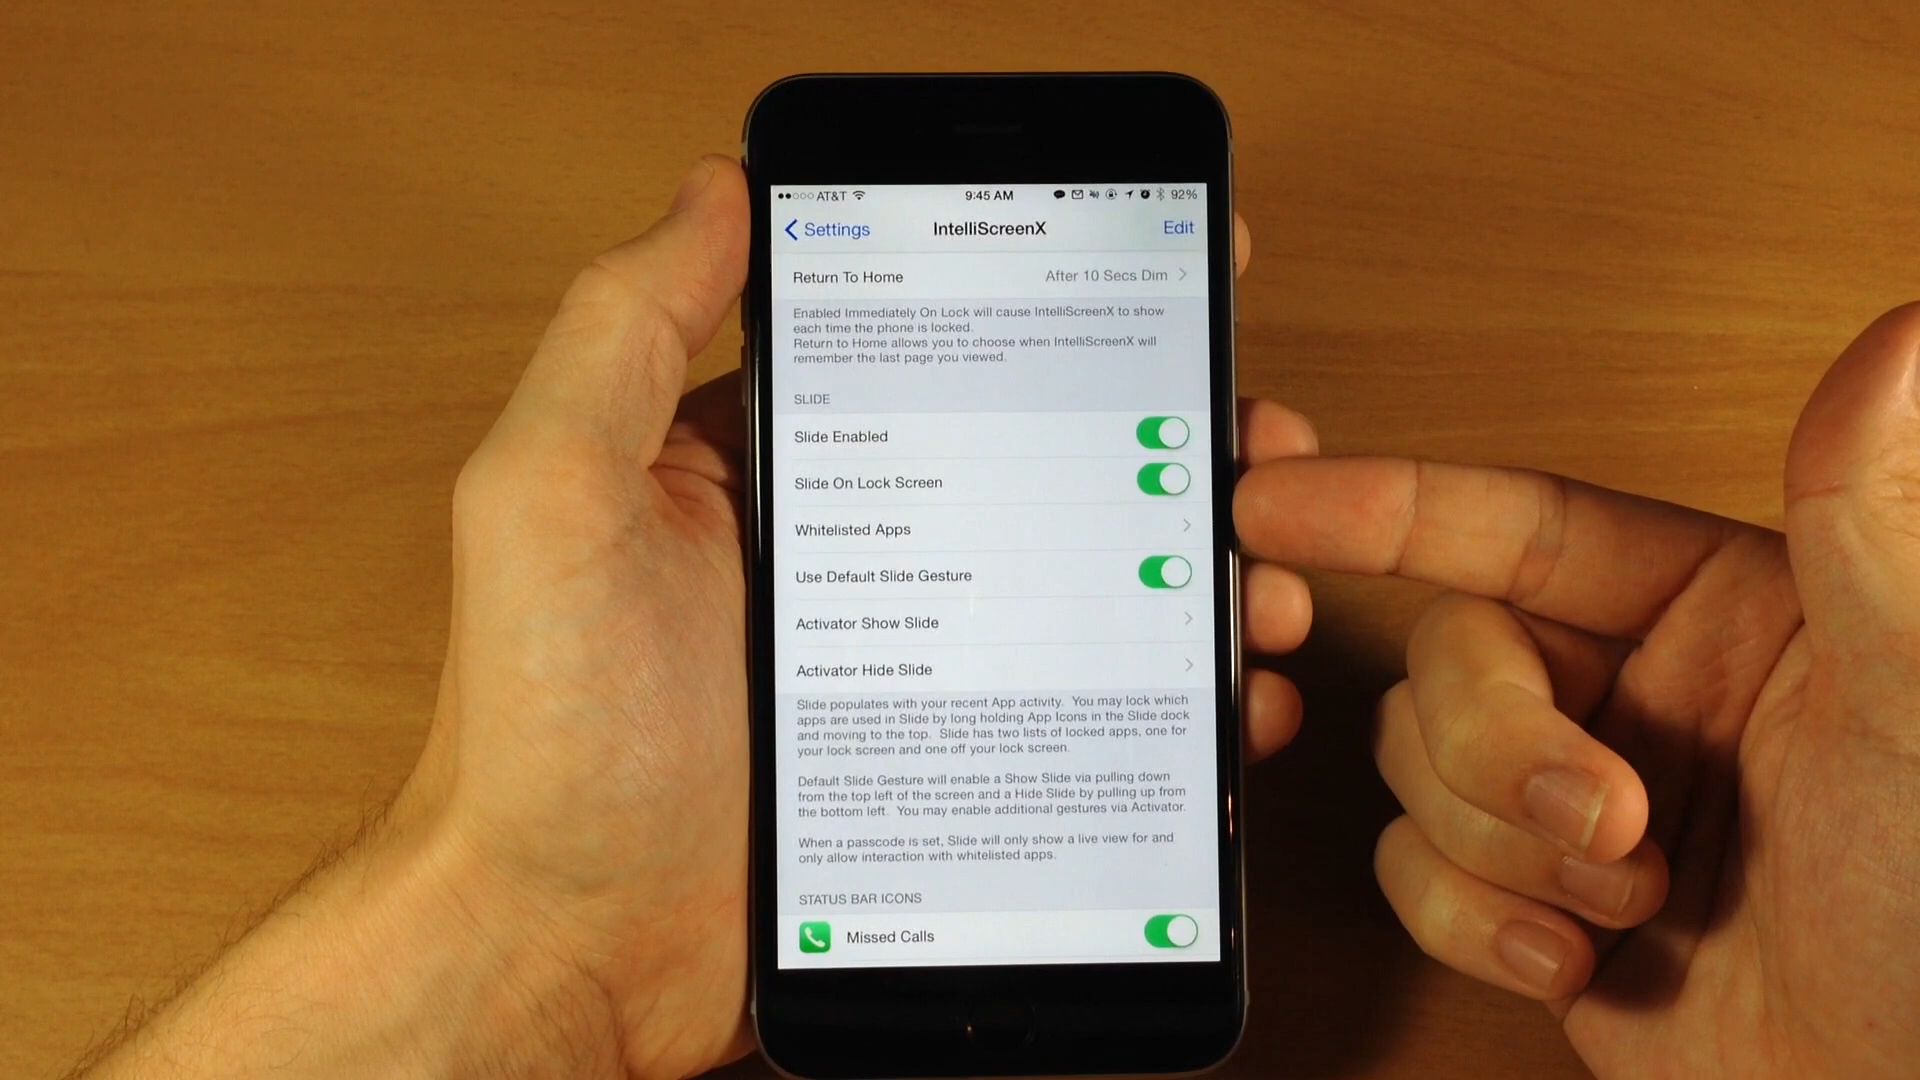 AT&T 9:45 AM 92%
Settings IntelliScreenX Edit
Return To Home After 10 Secs Dim
Enabled Immediately On Lock will cause IntelliScreenX to show
each time the phone is locked.
Return to Home allows you to choose when IntelliScreenX will
remember the last page you viewed.
SLIDE
Slide Enabled
Slide On Lock Screen
Whitelisted Apps
Use Default Slide Gesture
Activator Show Slide
Activator Hide Slide
Slide populates with your recent App activity. You may lock which
apps are used in Slide by long holding App Icons in the Slide dock
and moving to the top. Slide has two lists of locked apps, one for
your lock screen and one off your lock screen.
Default Slide Gesture will enable a Show Slide via pulling down
from the top left of the screen and a Hide Slide by pulling up from
the bottom left. You may enable additional gestures via Activator.
When a passcode is set, Slide will only show a live view for and
only allow interaction with whitelisted apps.
STATUS BAR ICONS
Missed Calls